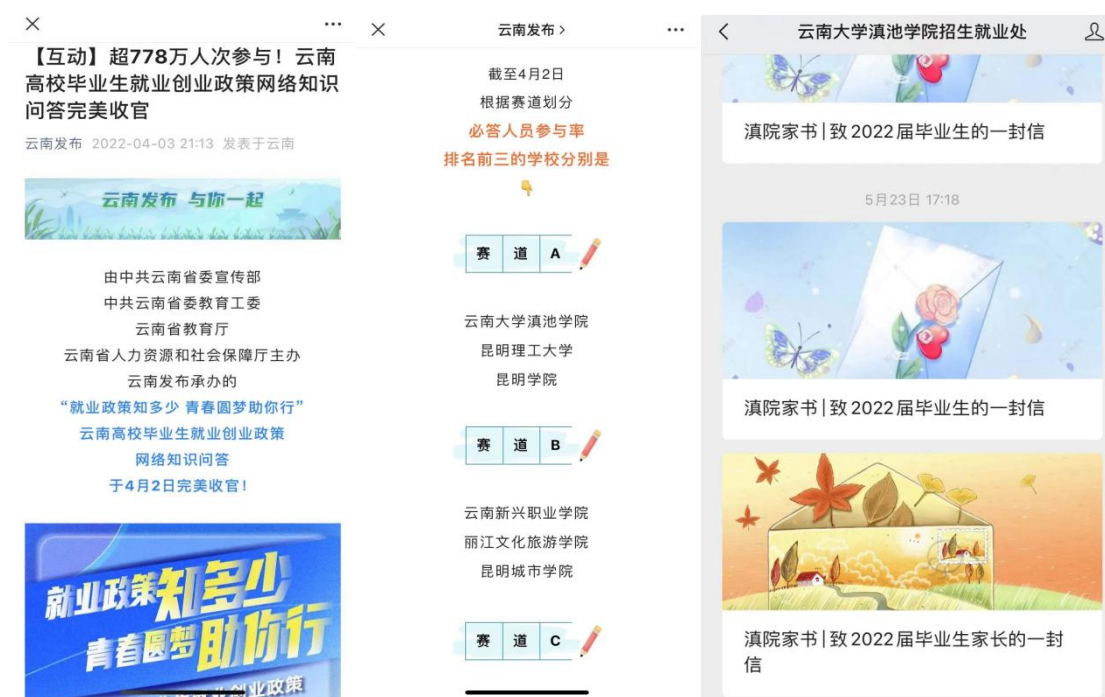 【互动】超778万人次参与！云南
高校毕业生就业创业政策网络知识
问答完美收官
云南发布 2022-04-03 21:13 发表于云南
云南发布 与你一起
由中共云南省委宣传部
中共云南省委教育工委
云南省教育厅
云南省人力资源和社会保障厅主办
云南发布承办的
“就业政策知多少 青春圆梦助你行”
云南高校毕业生就业创业政策
网络知识问答
于4月2日完美收官！
就业政策知多少
青春圆梦助你行
云南发布
截至4月2日
根据赛道划分
必答人员参与率
排名前三的学校分别是
赛道A
云南大学滇池学院
昆明理工大学
昆明学院
赛道B
云南新兴职业学院
丽江文化旅游学院
昆明城市学院
赛道C
云南大学滇池学院招生就业处
滇院家书|致2022届毕业生的一封信
5月23日 17:18
滇院家书|致2022届毕业生的一封信
滇院家书|致2022届毕业生家长的一封
信